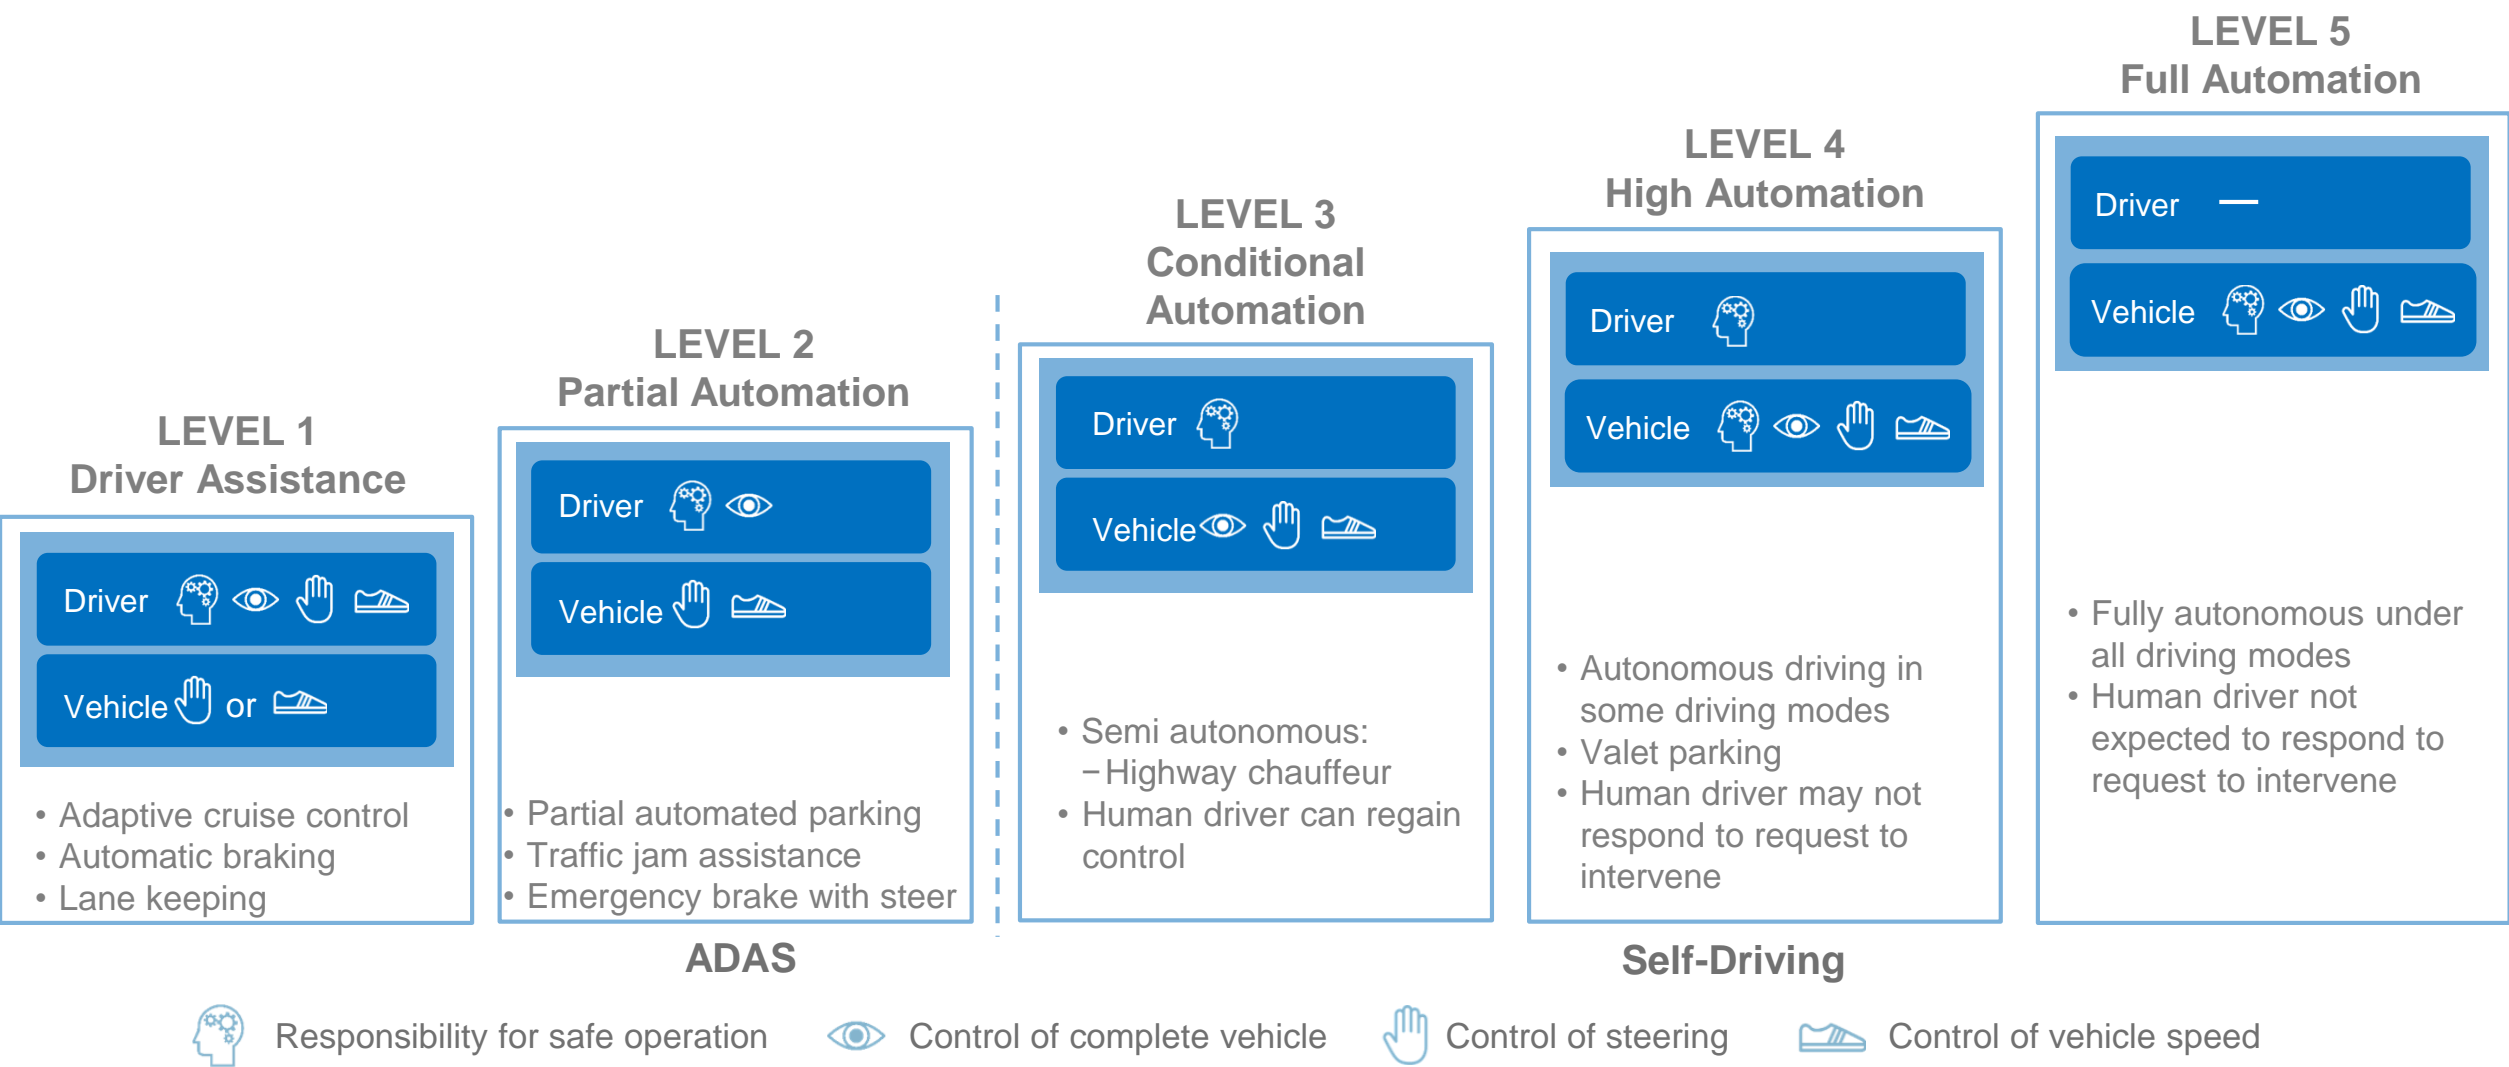 LEVEL 1
Driver Assistance
Driver
Vehicle or
• Adaptive cruise control
• Automatic braking
• Lane keeping
LEVEL 2
Partial Automation
Driver
Vehicle
• Partial automated parking
• Traffic jam assistance
• Emergency brake with steer
ADAS
LEVEL 3
Conditional
Automation
Driver
Vehicle
• Semi autonomous:
– Highway chauffeur
• Human driver can regain
control
LEVEL 4
High Automation
Driver
Vehicle
• Autonomous driving in
some driving modes
• Valet parking
• Human driver may not
respond to request to
intervene
LEVEL 5
Full Automation
Driver —
Vehicle
• Fully autonomous under
all driving modes
• Human driver not
expected to respond to
request to intervene
Self-Driving
Responsibility for safe operation
Control of complete vehicle
Control of steering
Control of vehicle speed